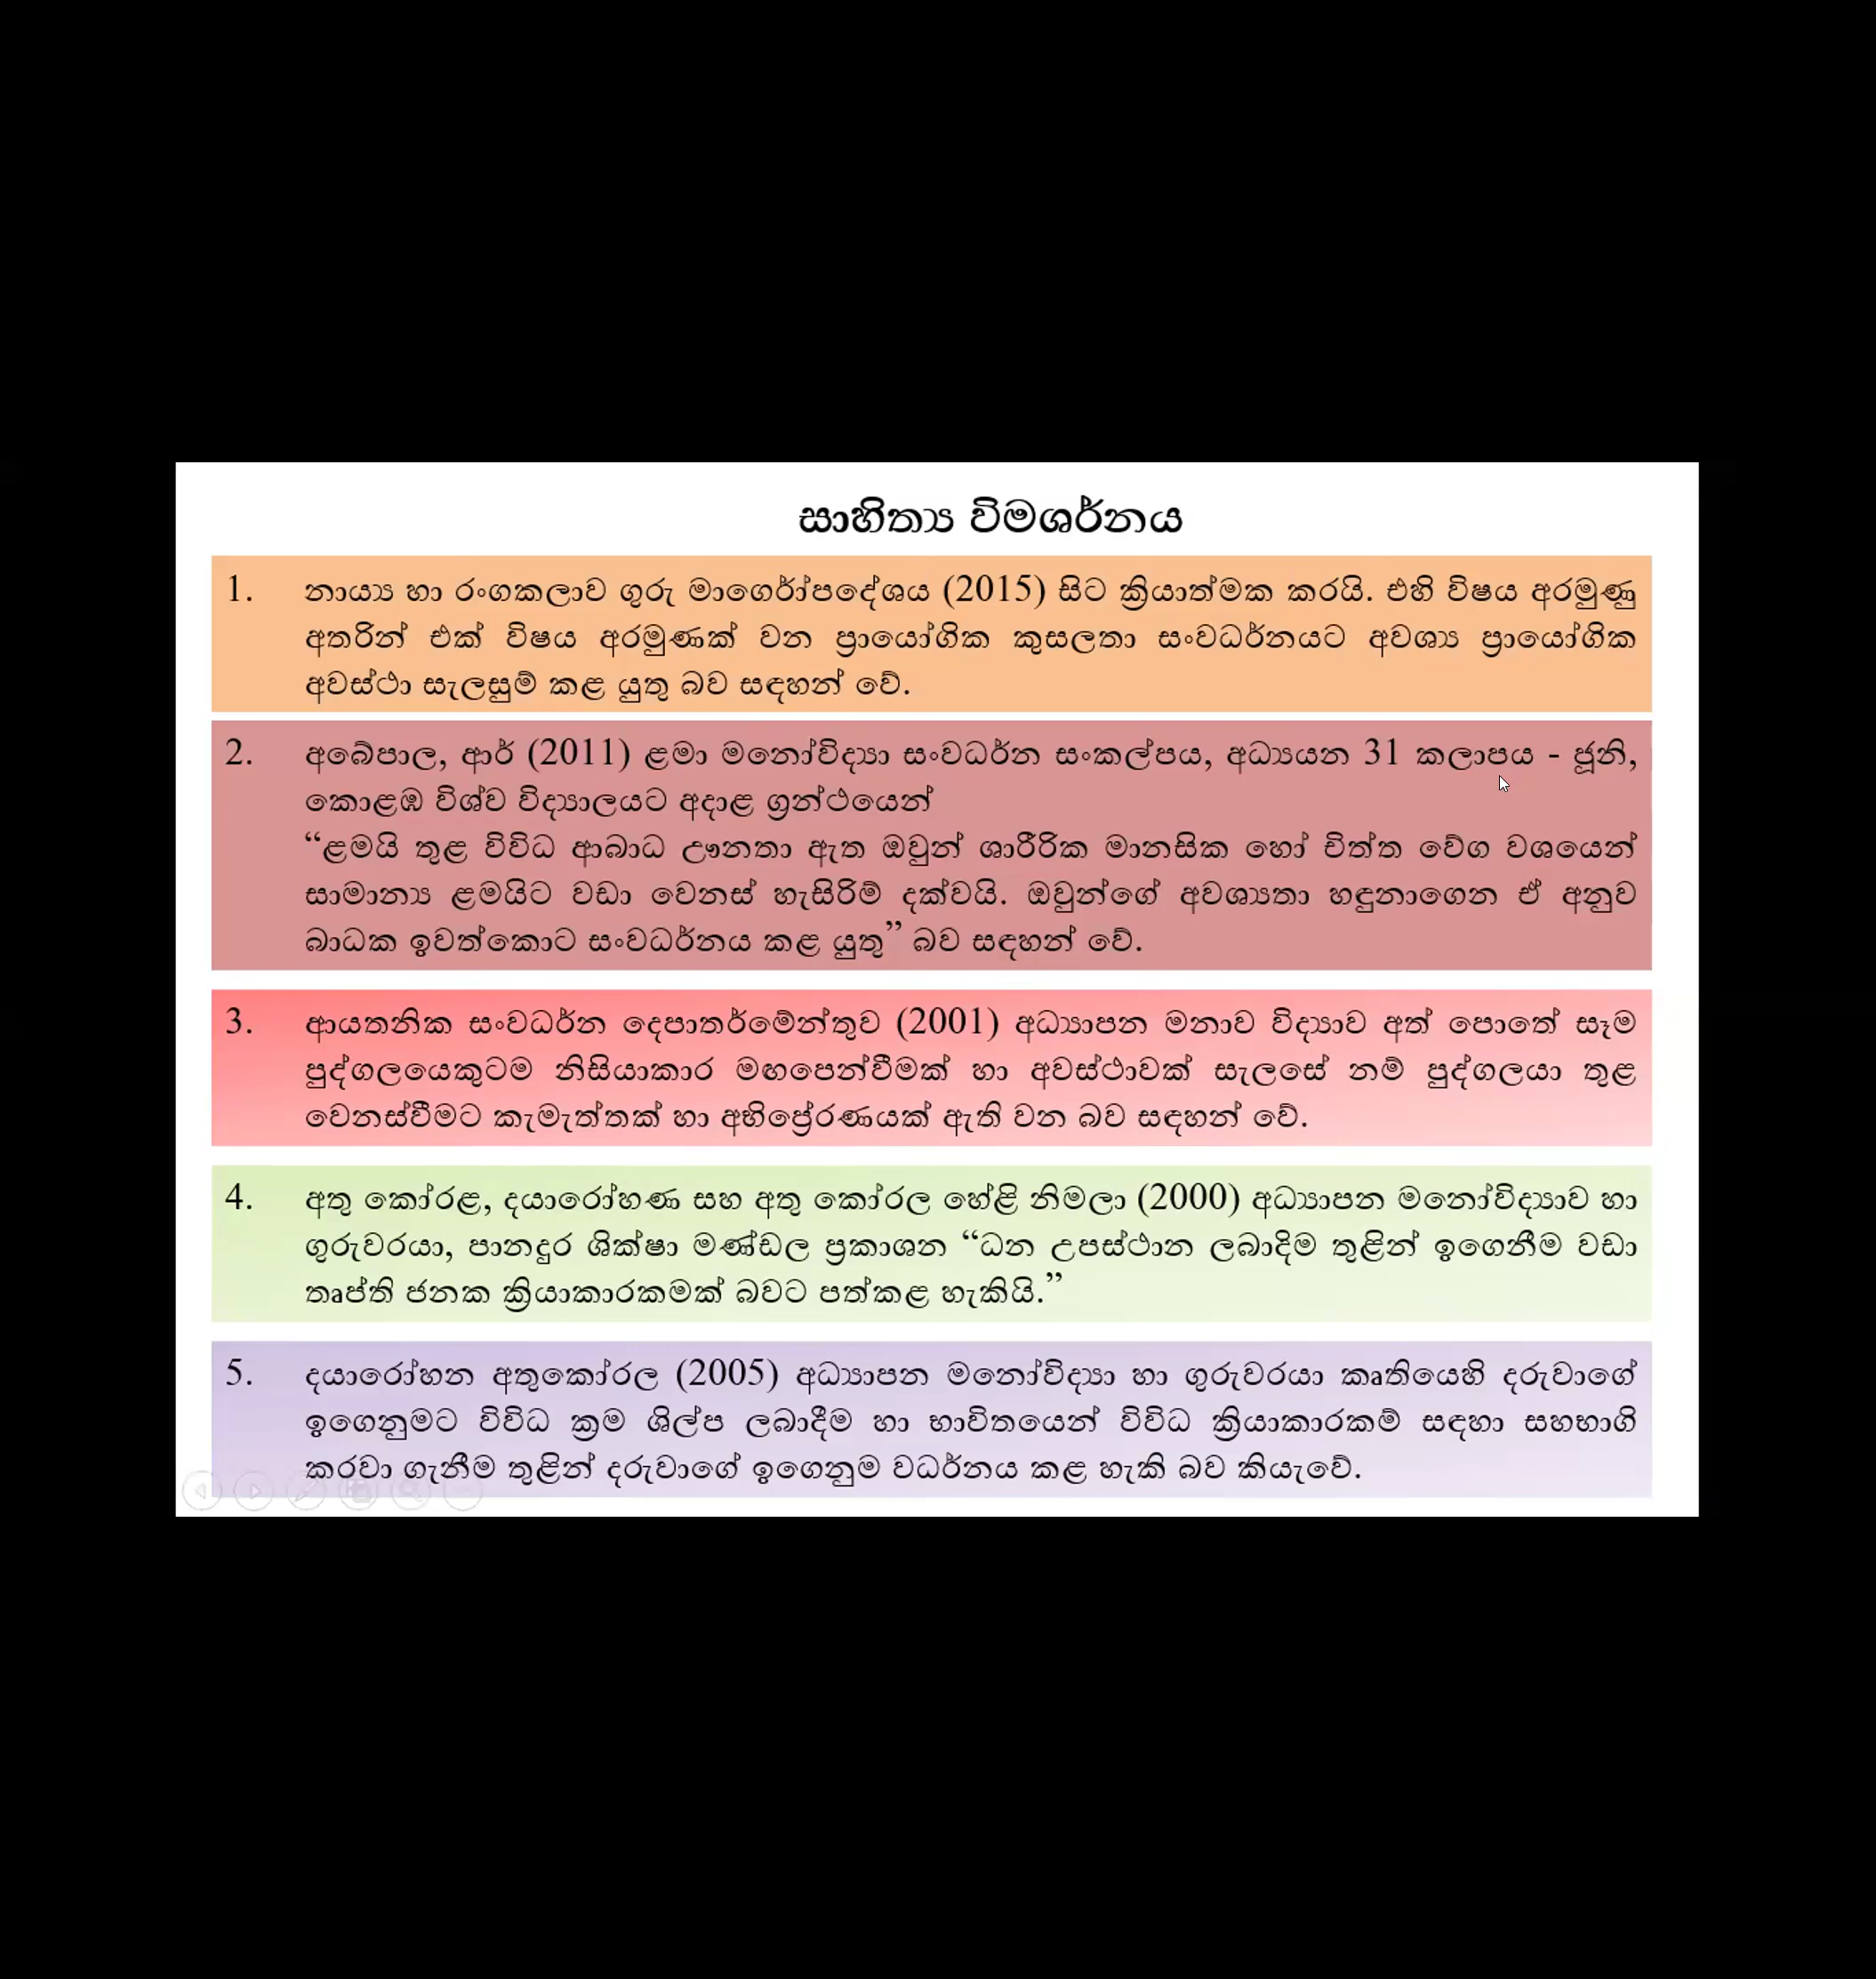 සාහිත්‍ය විමශර්නය
1. නාය්‍ය හා රංගකලාව ගුරු මාගෙර්ා්පදේශය (2015) සිට ක්‍රියාත්මක කරයි. එහි විෂය අරමුණු
අතරින් එක් විෂය අරමුණක් වන ප්‍රායෝගික කුසලතා සංවධර්නයට අවශ්‍ය ප්‍රායෝගික
අවස්ථා සැලසුම් කළ යුතු බව සඳහන් වේ.
2. අබේපාල, ආර් (2011) ළමා මනෝවිද්‍යා සංවධර්න සංකල්පය, අධ්‍යයන 31 කලාපය - ජූනි,
කොළඹ විශ්ව විද්‍යාලයට අදාළ ග්‍රන්ථයෙන්
“ළමයි තුළ විවිධ ආබාධ ඌනතා ඇත ඔවුන් ශාරීරික මානසික හෝ චිත්ත වේග වශයෙන්
සාමාන්‍ය ළමයිට වඩා වෙනස් හැසිරිම් දක්වයි. ඔවුන්ගේ අවශ්‍යතා හඳුනාගෙන ඒ අනුව
බාධක ඉවත්කොට සංවධර්නය කළ යුතු” බව සඳහන් වේ.
3. ආයතනික සංවධර්න දෙපාතර්මේන්තුව (2001) අධ්‍යාපන මනාව විද්‍යාව අත් පොතේ සෑම
පුද්ගලයෙකුටම නිසියාකාර මඟපෙන්වීමක් හා අවස්ථාවක් සැලසේ නම් පුද්ගලයා තුළ
වෙනස්වීමට කැමැත්තක් හා අභිප්‍රේරණයක් ඇති වන බව සඳහන් වේ.
4. අතු කෝරළ, දයාරෝහණ සහ අතු කෝරල හේළි නිමලා (2000) අධ්‍යාපන මනෝවිද්‍යාව හා
ගුරුවරයා, පානදුර ශික්ෂා මණ්ඩල ප්‍රකාශන “ධන උපස්ථාන ලබාදිම තුළින් ඉගෙනීම වඩා
තෘප්ති ජනක ක්‍රියාකාරකමක් බවට පත්කළ හැකියි.”
5. දයාරෝහන අතුකෝරල (2005) අධ්‍යාපන මනෝවිද්‍යා හා ගුරුවරයා කෘතියෙහි දරුවාගේ
ඉගෙනුමට විවිධ ක්‍රම ශිල්ප ලබාදීම හා භාවිතයෙන් විවිධ ක්‍රියාකාරකම් සඳහා සහභාගි
කරවා ගැනීම තුළින් දරුවාගේ ඉගෙනුම වධර්නය කළ හැකි බව කියැවේ.